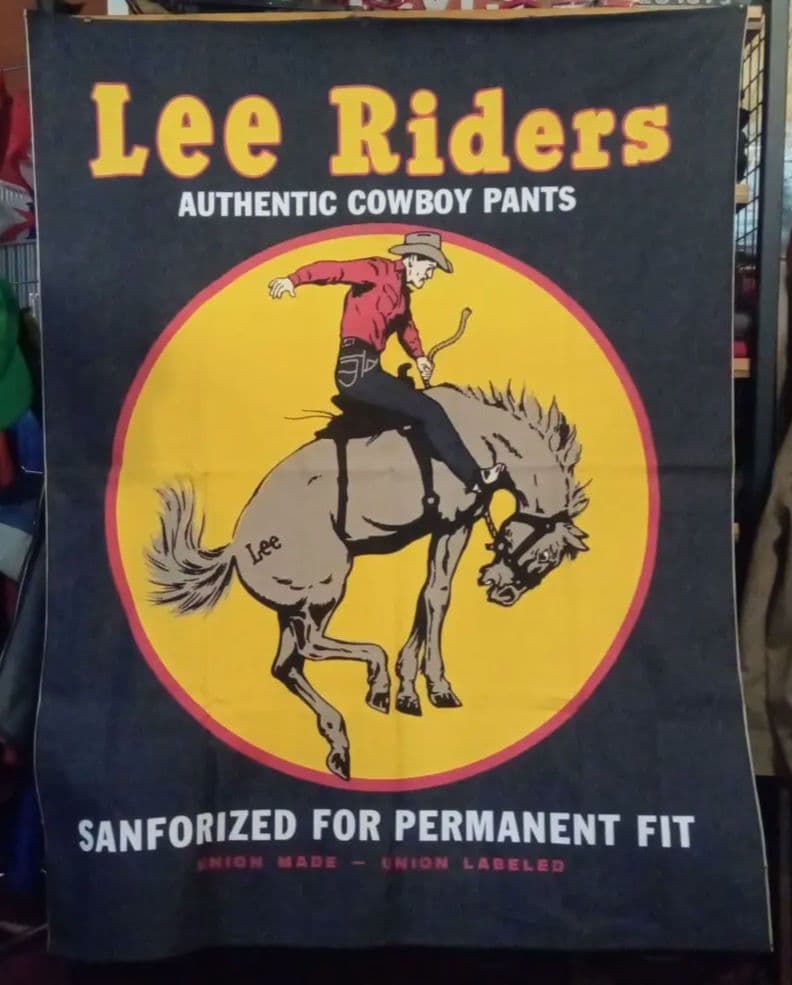 Lee Riders
AUTHENTIC COWBOY PANTS
Lee
SANFORIZED FOR PERMANENT FIT
UNION MADE — UNION LABELED